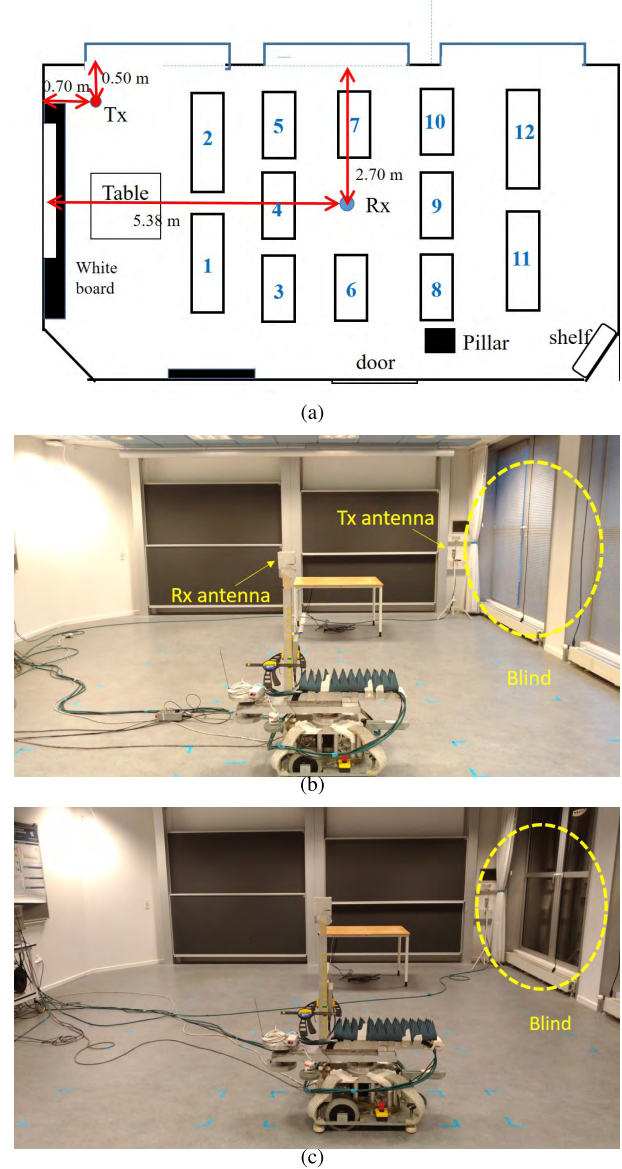 0.70 m
0.50 m
Tx
2
5
7
10
12
2.70 m
Table
5.38 m
4
Rx
9
1
3
6
8
11
White
board
Pillar
shelf
door
(a)
Tx antenna
Rx antenna
Blind
(b)
Blind
(c)